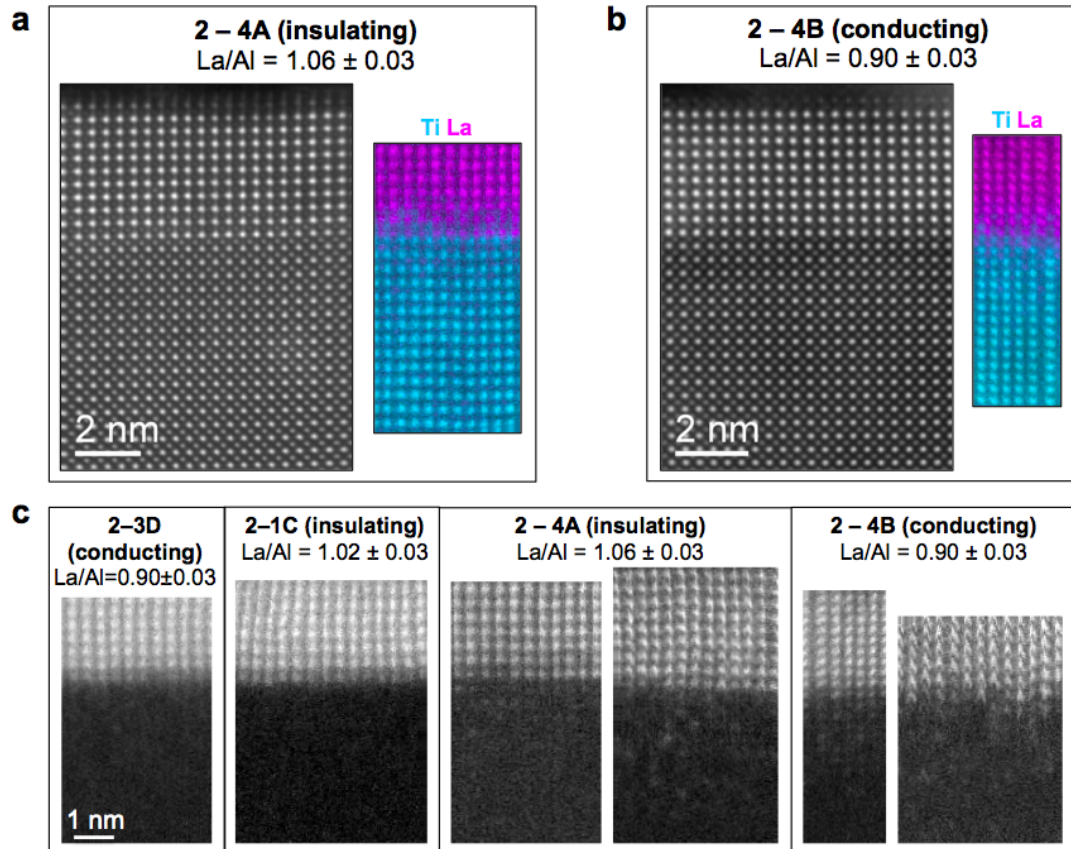 a
2 – 4A (insulating)
La/Al = 1.06 ± 0.03
Ti La
2 nm
b
2 – 4B (conducting)
La/Al = 0.90 ± 0.03
Ti La
2 nm
c
2–3D
(conducting)
La/Al=0.90±0.03
1 nm
2–1C (insulating)
La/Al = 1.02 ± 0.03
2 – 4A (insulating)
La/Al = 1.06 ± 0.03
2 – 4B (conducting)
La/Al = 0.90 ± 0.03